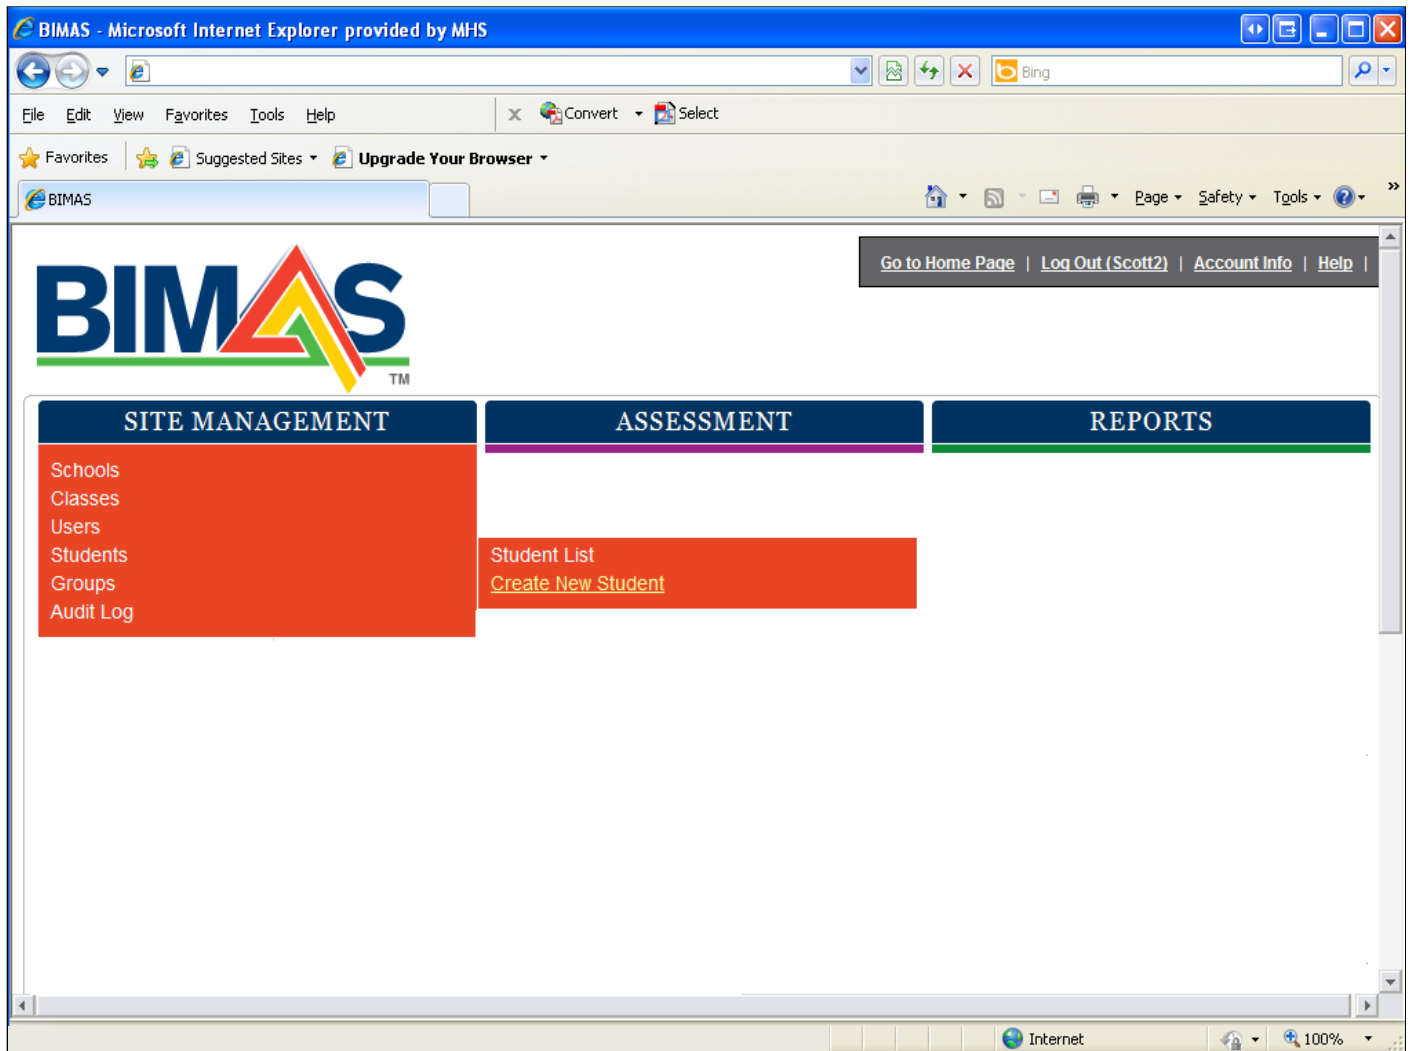 BIMAS - Microsoft Internet Explorer provided by MHS
Bing
File Edit View Favorites Tools Help x Convert Select
Favorites Suggested Sites Upgrade Your Browser
BIMAS Page Safety Tools »
Go to Home Page | Log Out (Scott2) | Account Info | Help |
BIMAS
TM
SITE MANAGEMENT ASSESSMENT REPORTS
Schools
Classes
Users
Students Student List
Groups Create New Student
Audit Log
Internet 100%